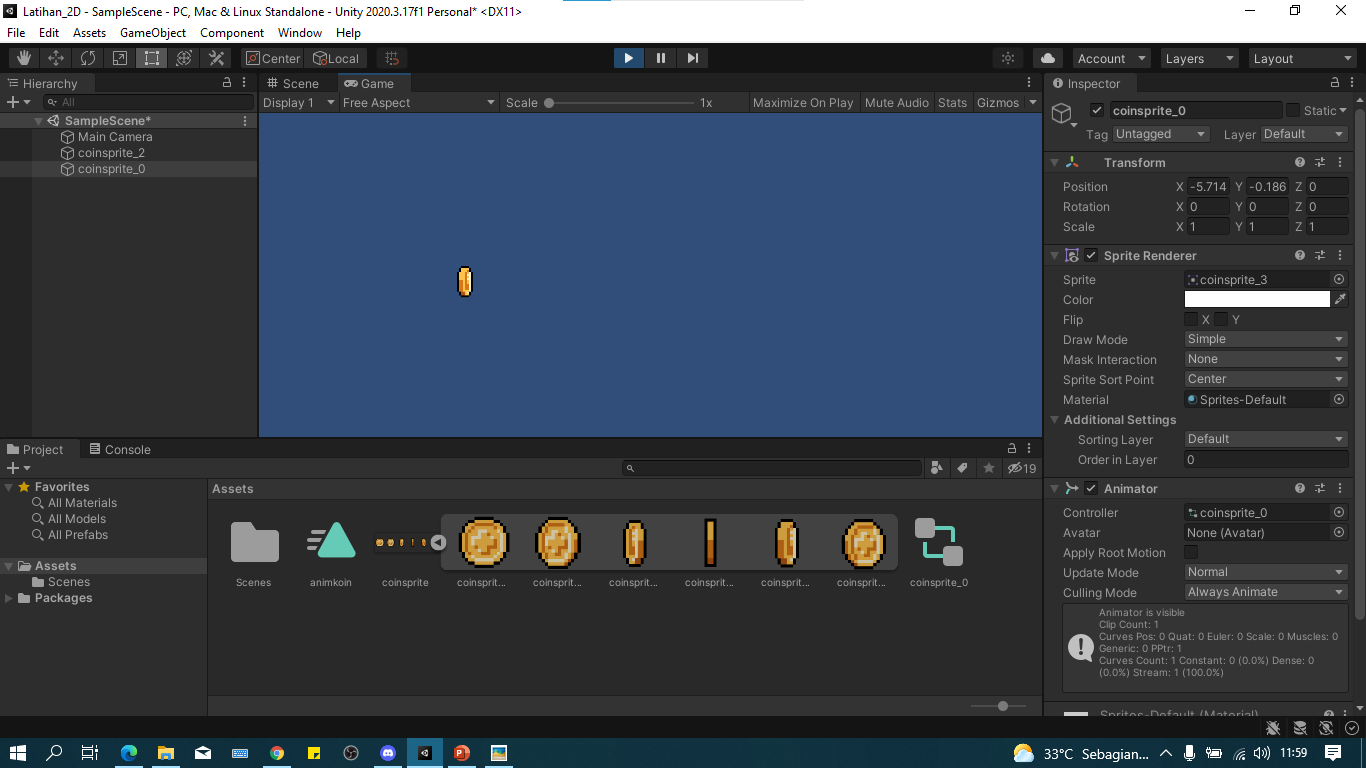 Latihan_2D - SampleScene - PC, Mac & Linux Standalone - Unity 2020.3.17f1 Personal* <DX11>
File Edit Assets GameObject Component Window Help
Center Local Account Layers Layout
Hierarchy
All
SampleScene*
Main Camera
coinsprite_2
coinsprite_0
Scene Game
Display 1 Free Aspect Scale 1x Maximize On Play Mute Audio Stats Gizmos
Inspector
coinsprite_0 Static
Tag Untagged Layer Default
Transform
Position X -5.714 Y -0.186 Z 0
Rotation X 0 Y 0 Z 0
Scale X 1 Y 1 Z 1
Sprite Renderer
Sprite coinsprite_3
Color
Flip X Y
Draw Mode Simple
Mask Interaction None
Sprite Sort Point Center
Material Sprites-Default
Additional Settings
Sorting Layer Default
Order in Layer 0
Animator
Controller coinsprite_0
Avatar None (Avatar)
Apply Root Motion
Update Mode Normal
Culling Mode Always Animate
Animator is visible
Clip Count: 1
Curves Pos: 0 Quat: 0 Euler: 0 Scale: 0 Muscles: 0
Generic: 0 PPtr: 1
Curves Count: 1 Constant: 0 (0.0%) Dense: 0
(0.0%) Stream: 1 (100.0%)
Sprites-Default (Material)
Project Console
19
Favorites
All Materials
All Models
All Prefabs
Assets
Scenes
Packages
Assets
Scenes animkoin coinsprite coinsprit... coinsprit... coinsprit... coinsprit... coinsprit... coinsprit... coinsprite_0
33°C Sebagian... 11:59